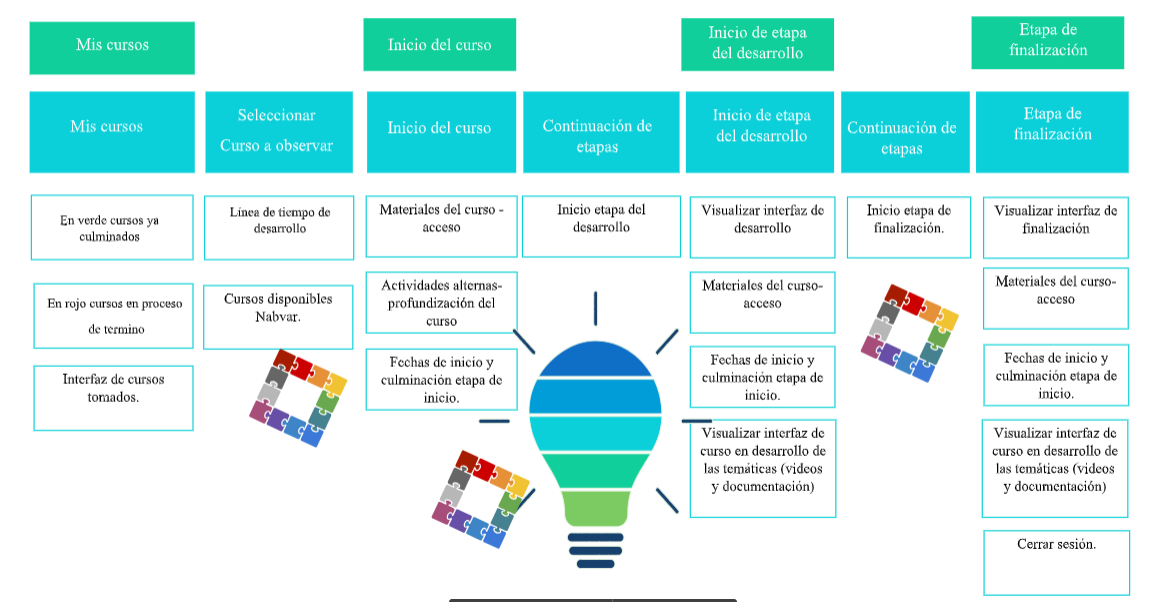 Mis cursos
Inicio del curso
Inicio de etapa
del desarrollo
Etapa de
finalización
Mis cursos
Seleccionar
Curso a observar
Inicio del curso
Continuación de
etapas
Inicio de etapa
del desarrollo
Continuación de
etapas
Etapa de
finalización
En verde cursos ya
culminados
Línea de tiempo de
desarrollo
Materiales del curso -
acceso
Inicio etapa del
desarrollo
Visualizar interfaz de
desarrollo
Inicio etapa de
finalización.
Visualizar interfaz de
finalización
En rojo cursos en proceso
de termino
Cursos disponibles
Nabvar.
Actividades alternas-
profundización del
curso
Materiales del curso-
acceso
Materiales del curso-
acceso
Interfaz de cursos
tomados.
Fechas de inicio y
culminación etapa de
inicio.
Fechas de inicio y
culminación etapa de
inicio.
Fechas de inicio y
culminación etapa de
inicio.
Visualizar interfaz de
curso en desarrollo de
las temáticas (videos
y documentación)
Visualizar interfaz de
curso en desarrollo de
las temáticas (videos
y documentación)
Cerrar sesión.